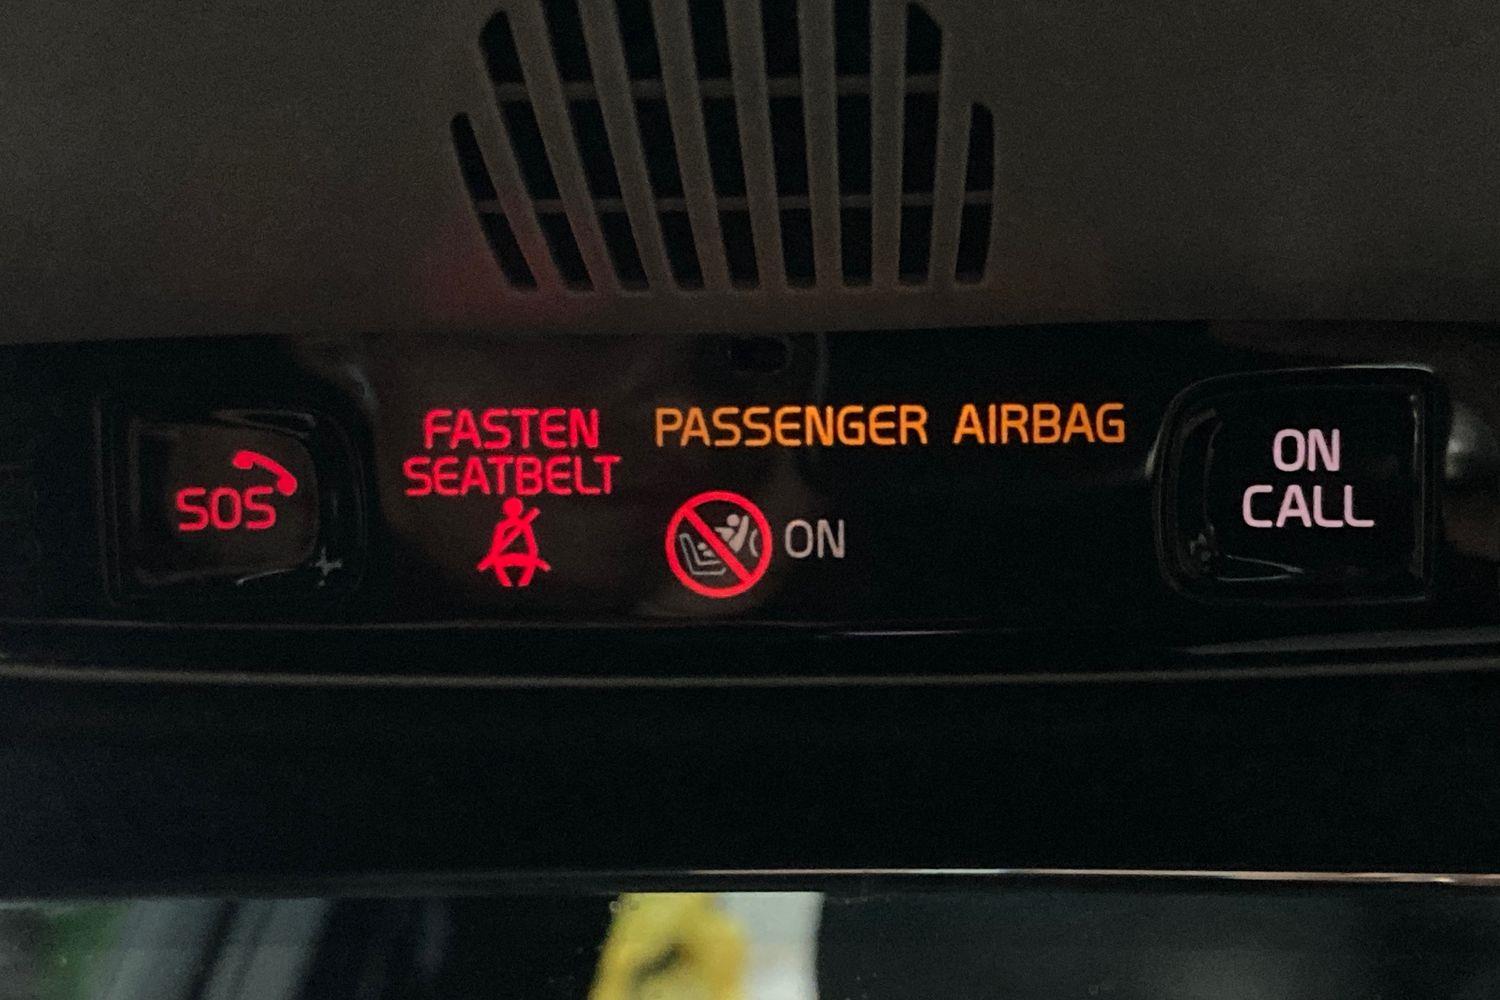 SOS
FASTEN
SEATBELT
PASSENGER AIRBAG
ON
ON
CALL